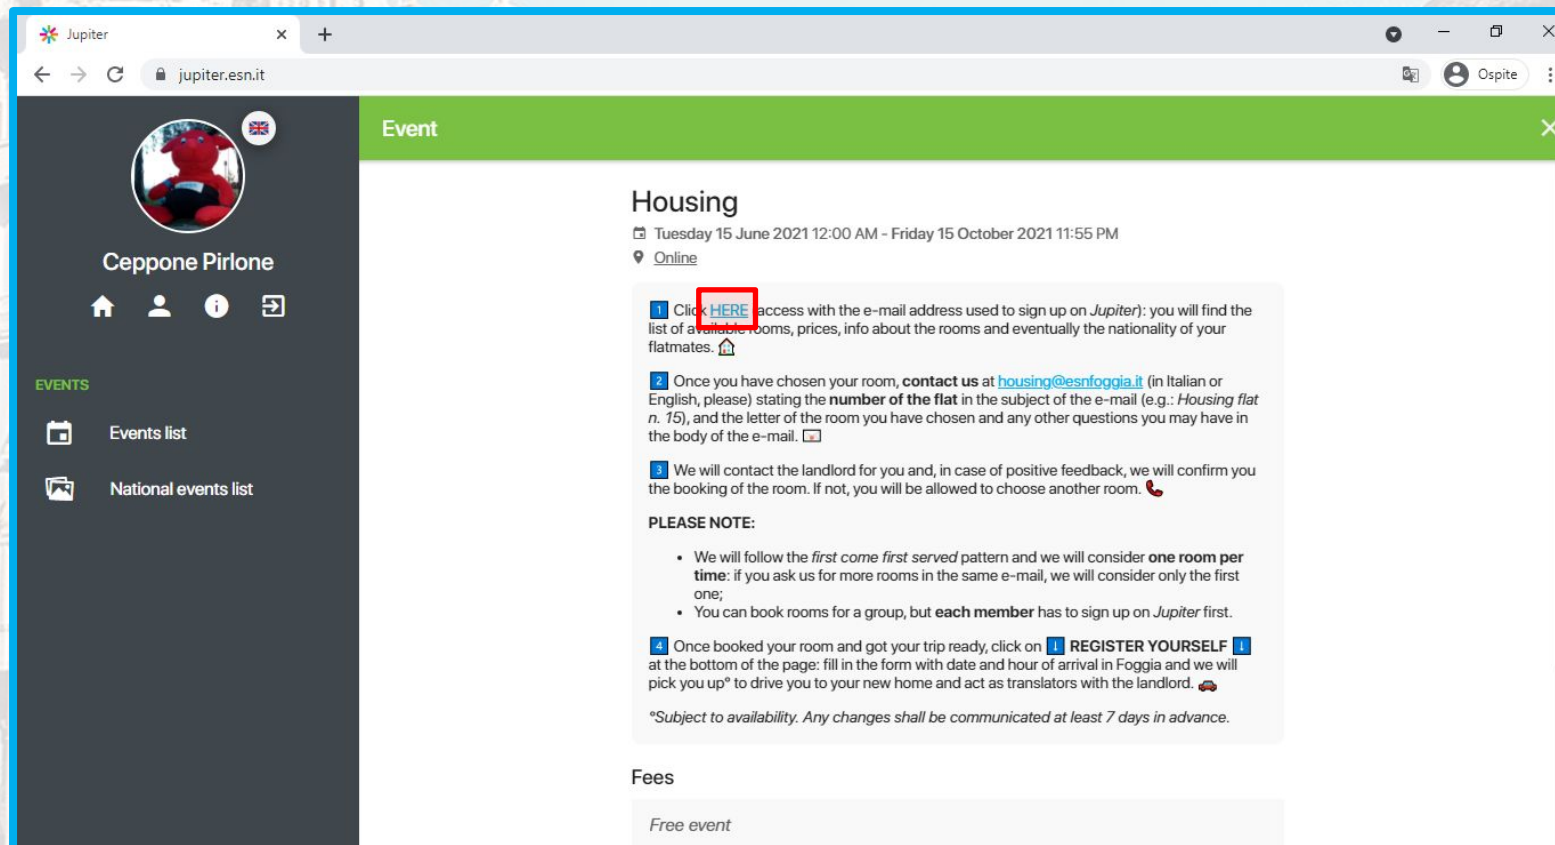 Jupiter
jupiter.esn.it
Ospite
Ceppone Pirlone
EVENTS
Events list
National events list
Event
Housing
Tuesday 15 June 2021 12:00 AM - Friday 15 October 2021 11:55 PM
Online
1 Click HERE access with the e-mail address used to sign up on Jupiter): you will find the
list of available rooms, prices, info about the rooms and eventually the nationality of your
flatmates.
2 Once you have chosen your room, contact us at housing@esnfoggia.it (in Italian or
English, please) stating the number of the flat in the subject of the e-mail (e.g.: Housing flat
n. 15), and the letter of the room you have chosen and any other questions you may have in
the body of the e-mail.
3 We will contact the landlord for you and, in case of positive feedback, we will confirm you
the booking of the room. If not, you will be allowed to choose another room.
PLEASE NOTE:
• We will follow the first come first served pattern and we will consider one room per
time: if you ask us for more rooms in the same e-mail, we will consider only the first
one;
• You can book rooms for a group, but each member has to sign up on Jupiter first.
4 Once booked your room and got your trip ready, click on ↓ REGISTER YOURSELF ↓
at the bottom of the page: fill in the form with date and hour of arrival in Foggia and we will
pick you up° to drive you to your new home and act as translators with the landlord.
°Subject to availability. Any changes shall be communicated at least 7 days in advance.
Fees
Free event